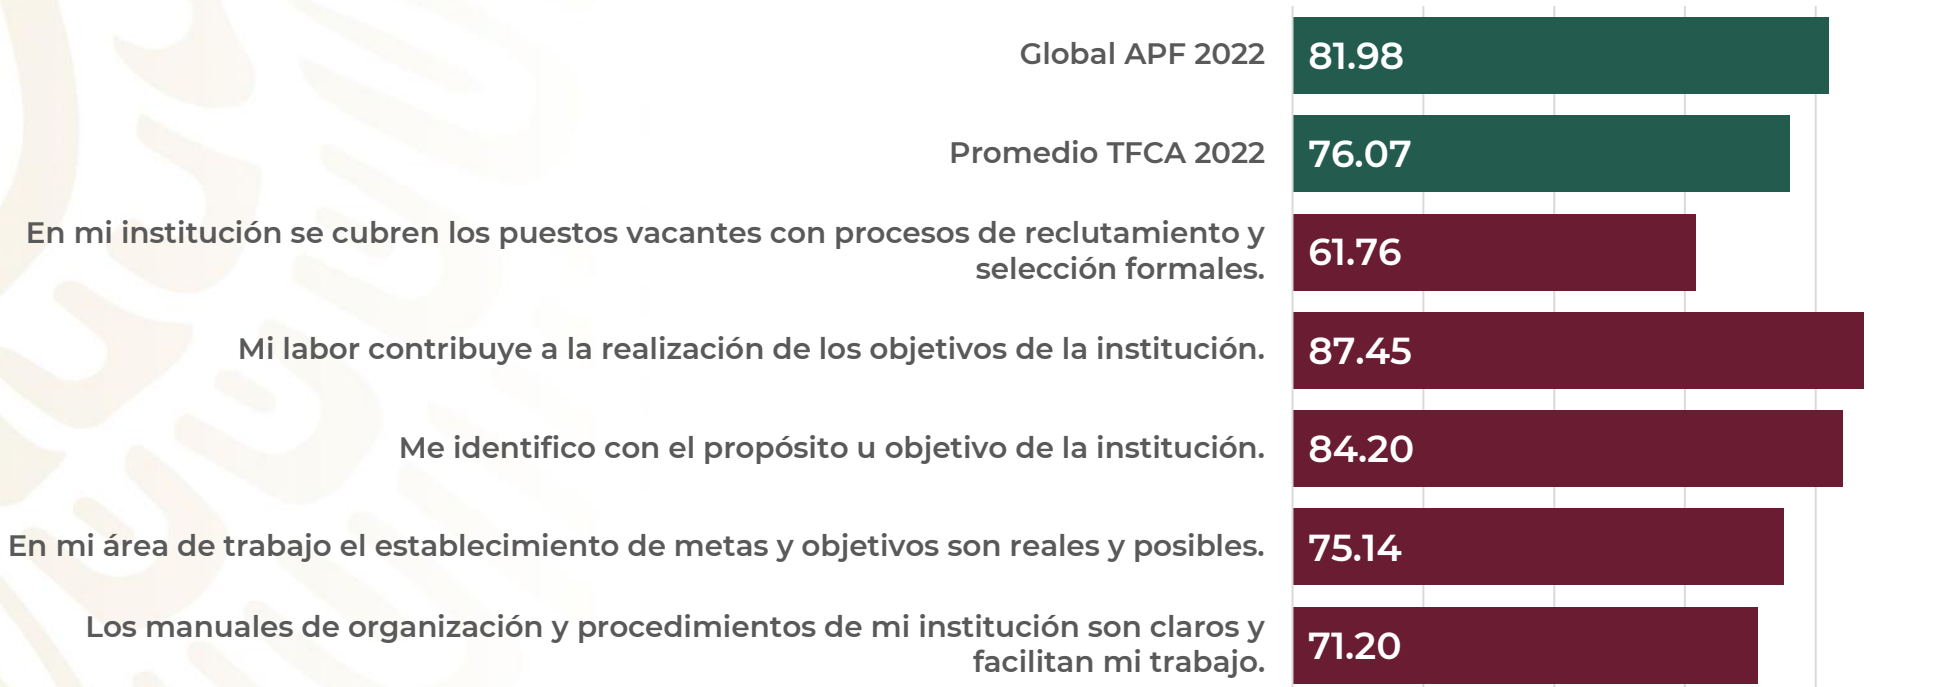 Global APF 2022 81.98
Promedio TFCA 2022 76.07
En mi institución se cubren los puestos vacantes con procesos de reclutamiento y
selección formales. 61.76
Mi labor contribuye a la realización de los objetivos de la institución. 87.45
Me identifico con el propósito u objetivo de la institución. 84.20
En mi área de trabajo el establecimiento de metas y objetivos son reales y posibles. 75.14
Los manuales de organización y procedimientos de mi institución son claros y
facilitan mi trabajo. 71.20